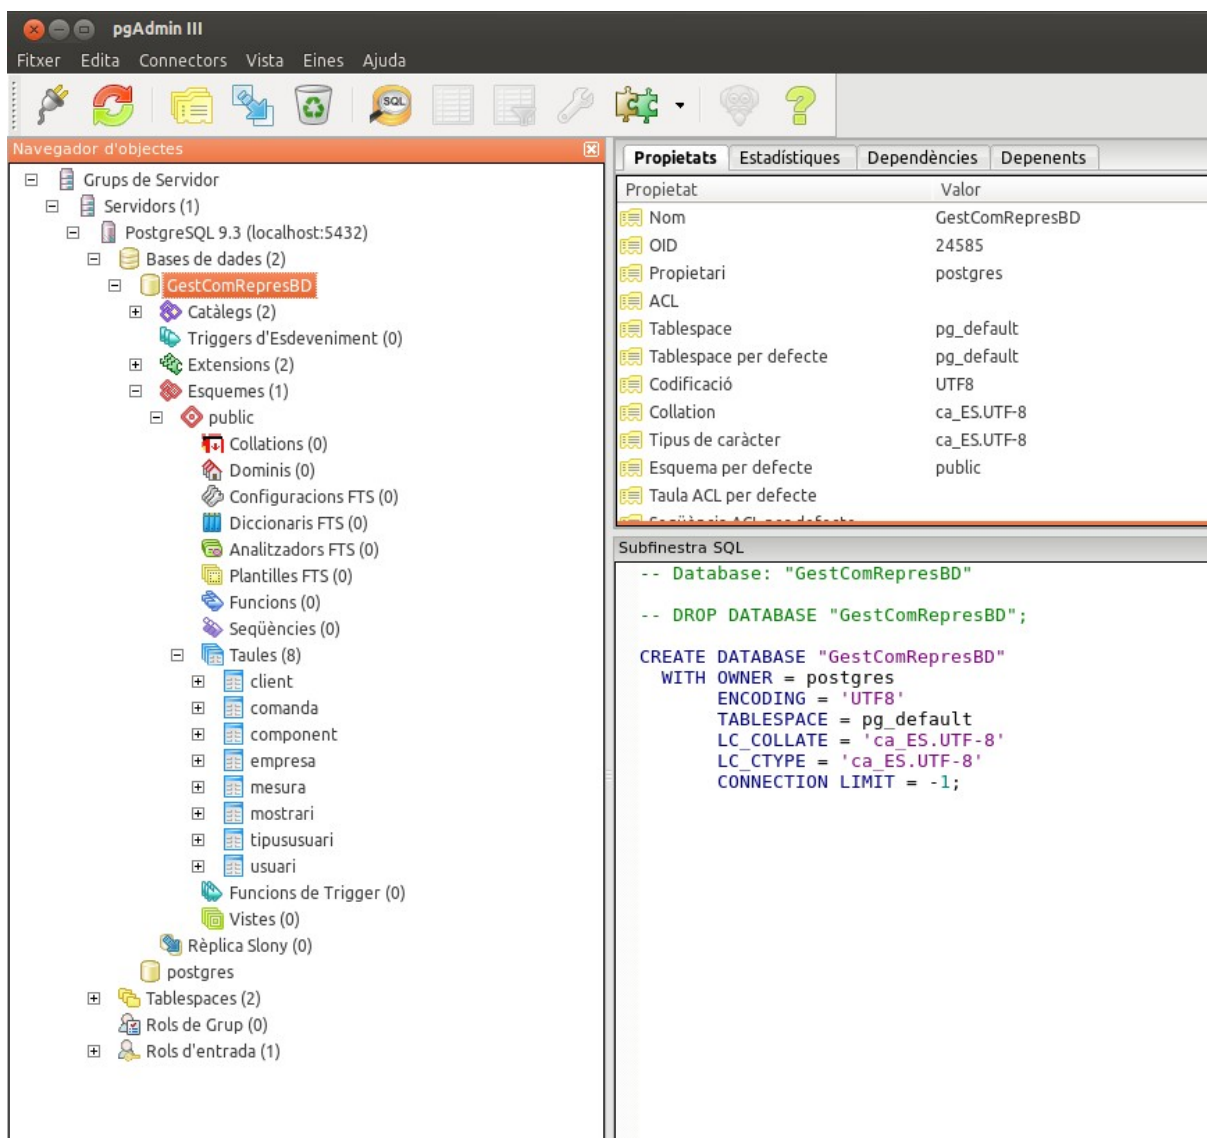 pgAdmin III
Fitxer Edita Connectors Vista Eines Ajuda
SQL
Navegador d'objectes
Grups de Servidor
Servidors (1)
PostgreSQL 9.3 (localhost:5432)
Bases de dades (2)
GestComRepresBD
Catàlegs (2)
Triggers d'Esdeveniment (0)
Extensions (2)
Esquemes (1)
public
Collations (0)
Dominis (0)
Configuracions FTS (0)
Diccionaris FTS (0)
Analitzadors FTS (0)
Plantilles FTS (0)
Funcions (0)
Seqüències (0)
Taules (8)
client
comanda
component
empresa
mesura
mostrari
tipususuari
usuari
Funcions de Trigger (0)
Vistes (0)
Rèplica Slony (0)
postgres
Tablespaces (2)
Rols de Grup (0)
Rols d'entrada (1)
Propietats Estadístiques Dependències Depenents
Propietat Valor
Nom GestComRepresBD
OID 24585
Propietari postgres
ACL
Tablespace pg_default
Tablespace per defecte pg_default
Codificació UTF8
Collation ca_ES.UTF-8
Tipus de caràcter ca_ES.UTF-8
Esquema per defecte public
Taula ACL per defecte
Subfinestra SQL
-- Database: "GestComRepresBD"
-- DROP DATABASE "GestComRepresBD";
CREATE DATABASE "GestComRepresBD"
WITH OWNER = postgres
ENCODING = 'UTF8'
TABLESPACE = pg_default
LC_COLLATE = 'ca_ES.UTF-8'
LC_CTYPE = 'ca_ES.UTF-8'
CONNECTION LIMIT = -1;